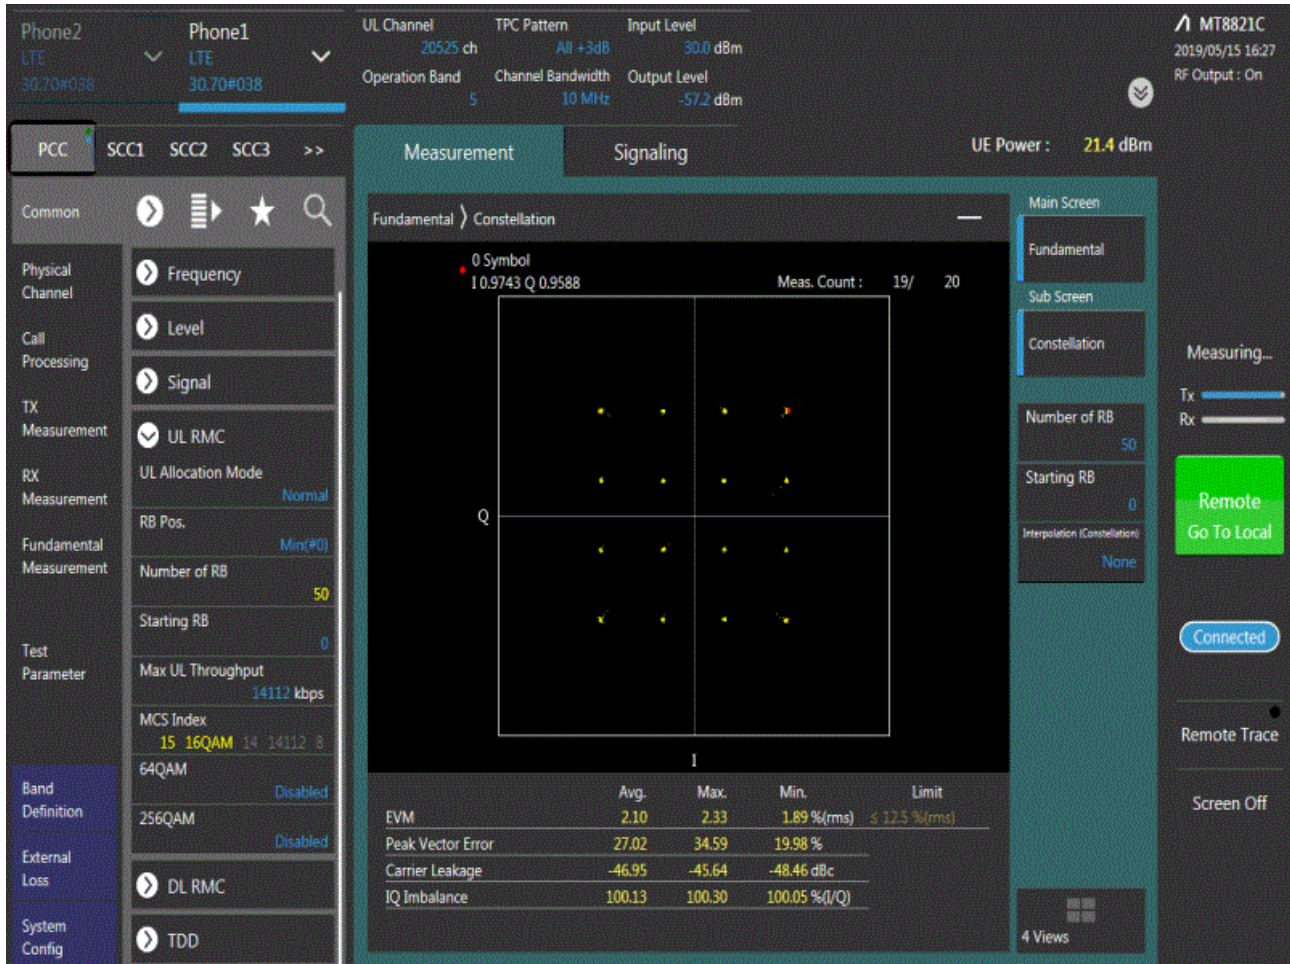 Phone2
LTE
30.70#038
Phone1
LTE
30.70#038
UL Channel
20525 ch
TPC Pattern
All +3dB
Input Level
30.0 dBm
Operation Band
5
Channel Bandwidth
10 MHz
Output Level
-57.2 dBm
MT8821C
2019/05/15 16:27
RF Output : On
PCC SCC1 SCC2 SCC3 >>
Measurement
Signaling
UE Power : 21.4 dBm
Common
Physical
Channel
Call
Processing
TX
Measurement
RX
Measurement
Fundamental
Measurement
Test
Parameter
Band
Definition
External
Loss
System
Config
Frequency
Level
Signal
UL RMC
UL Allocation Mode
Normal
RB Pos.
Min(#0)
Number of RB
50
Starting RB
0
Max UL Throughput
14112 kbps
MCS Index
15 16QAM 14 14112 8
64QAM
Disabled
256QAM
Disabled
DL RMC
TDD
Fundamental 〉 Constellation
0 Symbol
I 0.9743 Q 0.9588
Meas. Count : 19/ 20
Q
I
Avg. Max. Min. Limit
EVM 2.10 2.33 1.89 %(rms) ≤ 12.5 %(rms)
Peak Vector Error 27.02 34.59 19.98 %
Carrier Leakage -46.95 -45.64 -48.46 dBc
IQ Imbalance 100.13 100.30 100.05 %(I/Q)
Main Screen
Fundamental
Sub Screen
Constellation
Number of RB
50
Starting RB
0
Interpolation (Constellation)
None
4 Views
Measuring...
Tx
Rx
Remote
Go To Local
Connected
Remote Trace
Screen Off